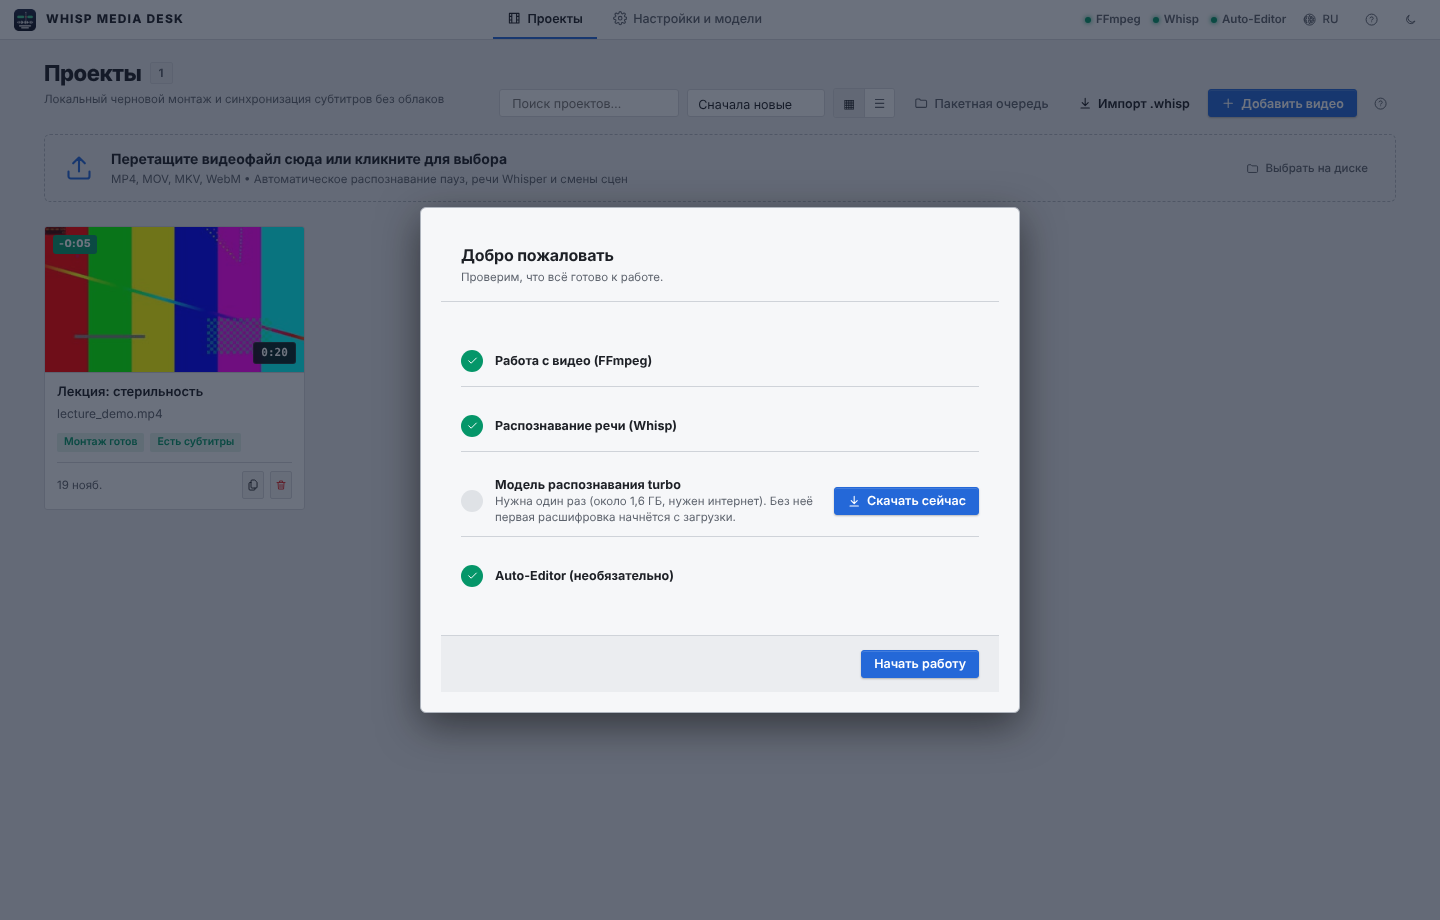 WHISP MEDIA DESK
Проекты
Настройки и модели
FFmpeg
Whisp
Auto-Editor
RU
Проекты 1
Локальный черновой монтаж и синхронизация субтитров без облаков
Поиск проектов...
Сначала новые
Пакетная очередь
Импорт .whisp
Добавить видео
Перетащите видеофайл сюда или кликните для выбора
MP4, MOV, MKV, WebM • Автоматическое распознавание пауз, речи Whisper и смены сцен
Выбрать на диске
-0:05
0:20
Лекция: стерильность
lecture_demo.mp4
Монтаж готов
Есть субтитры
19 нояб.
Добро пожаловать
Проверим, что всё готово к работе.
Работа с видео (FFmpeg)
Распознавание речи (Whisp)
Модель распознавания turbo
Нужна один раз (около 1,6 ГБ, нужен интернет). Без неё
первая расшифровка начнётся с загрузки.
Скачать сейчас
Auto-Editor (необязательно)
Начать работу